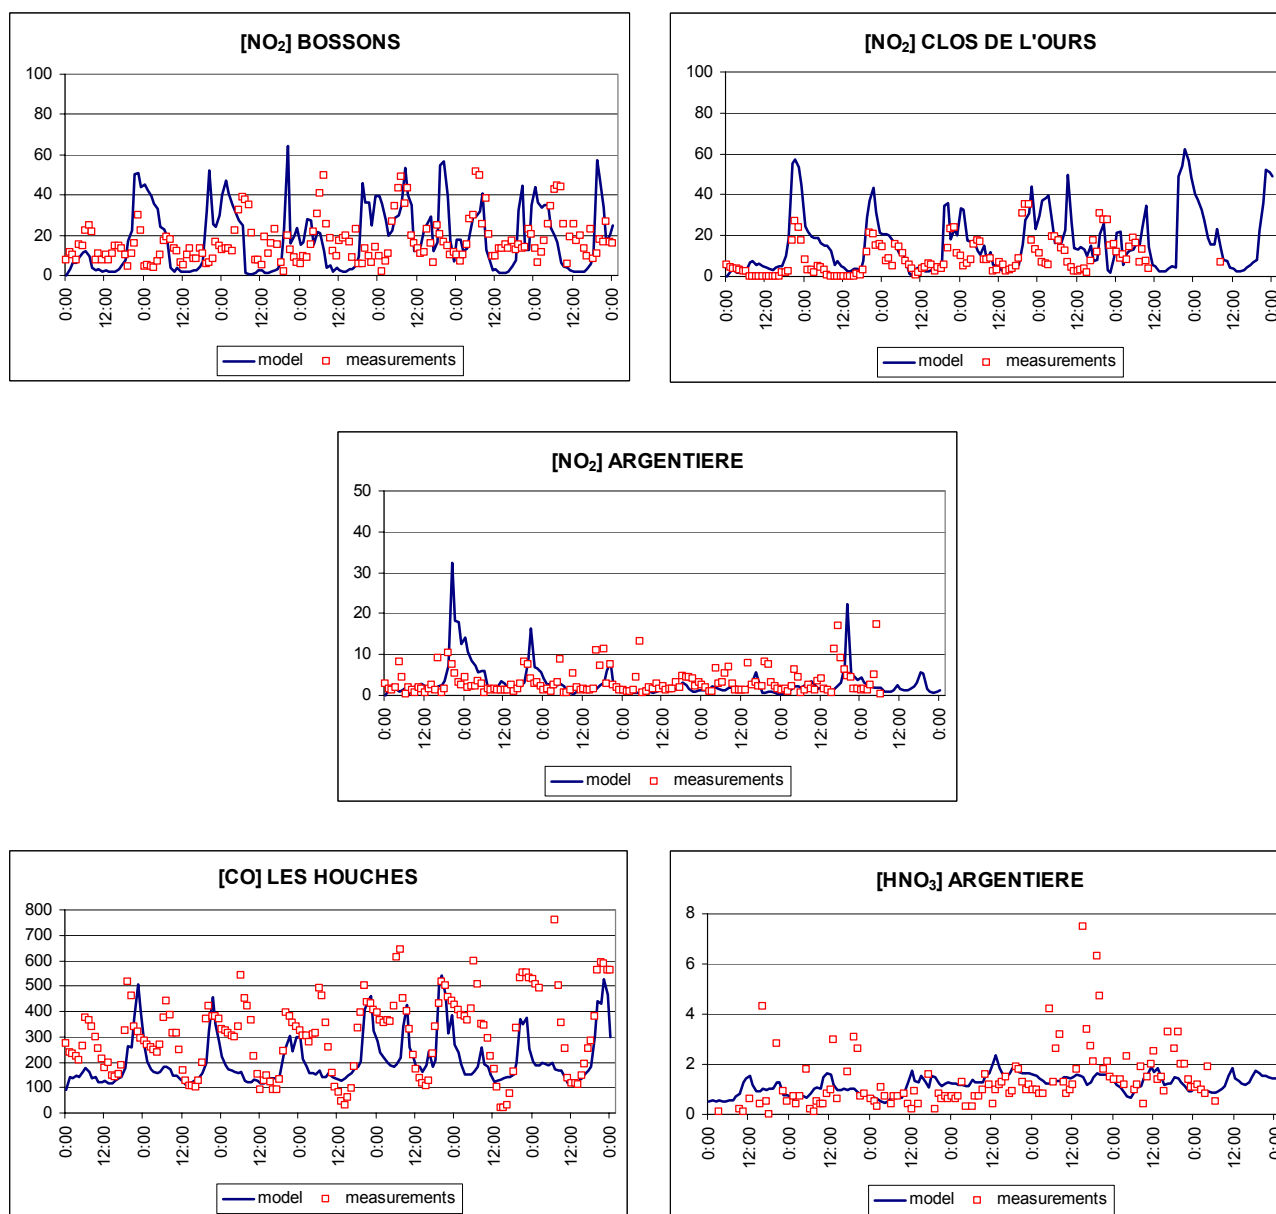 [NO₂] BOSSONS
100
80
60
40
20
0
0:00 12:00 0:00 12:00 0:00 12:00 0:00 12:00 0:00 12:00 0:00 12:00 0:00 12:00 0:00
model measurements
[NO₂] CLOS DE L'OURS
100
80
60
40
20
0
0:00 12:00 0:00 12:00 0:00 12:00 0:00 12:00 0:00 12:00 0:00 12:00 0:00 12:00 0:00
model measurements
[NO₂] ARGENTIERE
50
40
30
20
10
0
0:00 12:00 0:00 12:00 0:00 12:00 0:00 12:00 0:00 12:00 0:00 12:00 0:00 12:00 0:00
model measurements
[CO] LES HOUCHES
800
700
600
500
400
300
200
100
0
0:00 12:00 0:00 12:00 0:00 12:00 0:00 12:00 0:00 12:00 0:00 12:00 0:00 12:00 0:00
model measurements
[HNO₃] ARGENTIERE
8
6
4
2
0
0:00 12:00 0:00 12:00 0:00 12:00 0:00 12:00 0:00 12:00 0:00 12:00 0:00 12:00 0:00
model measurements